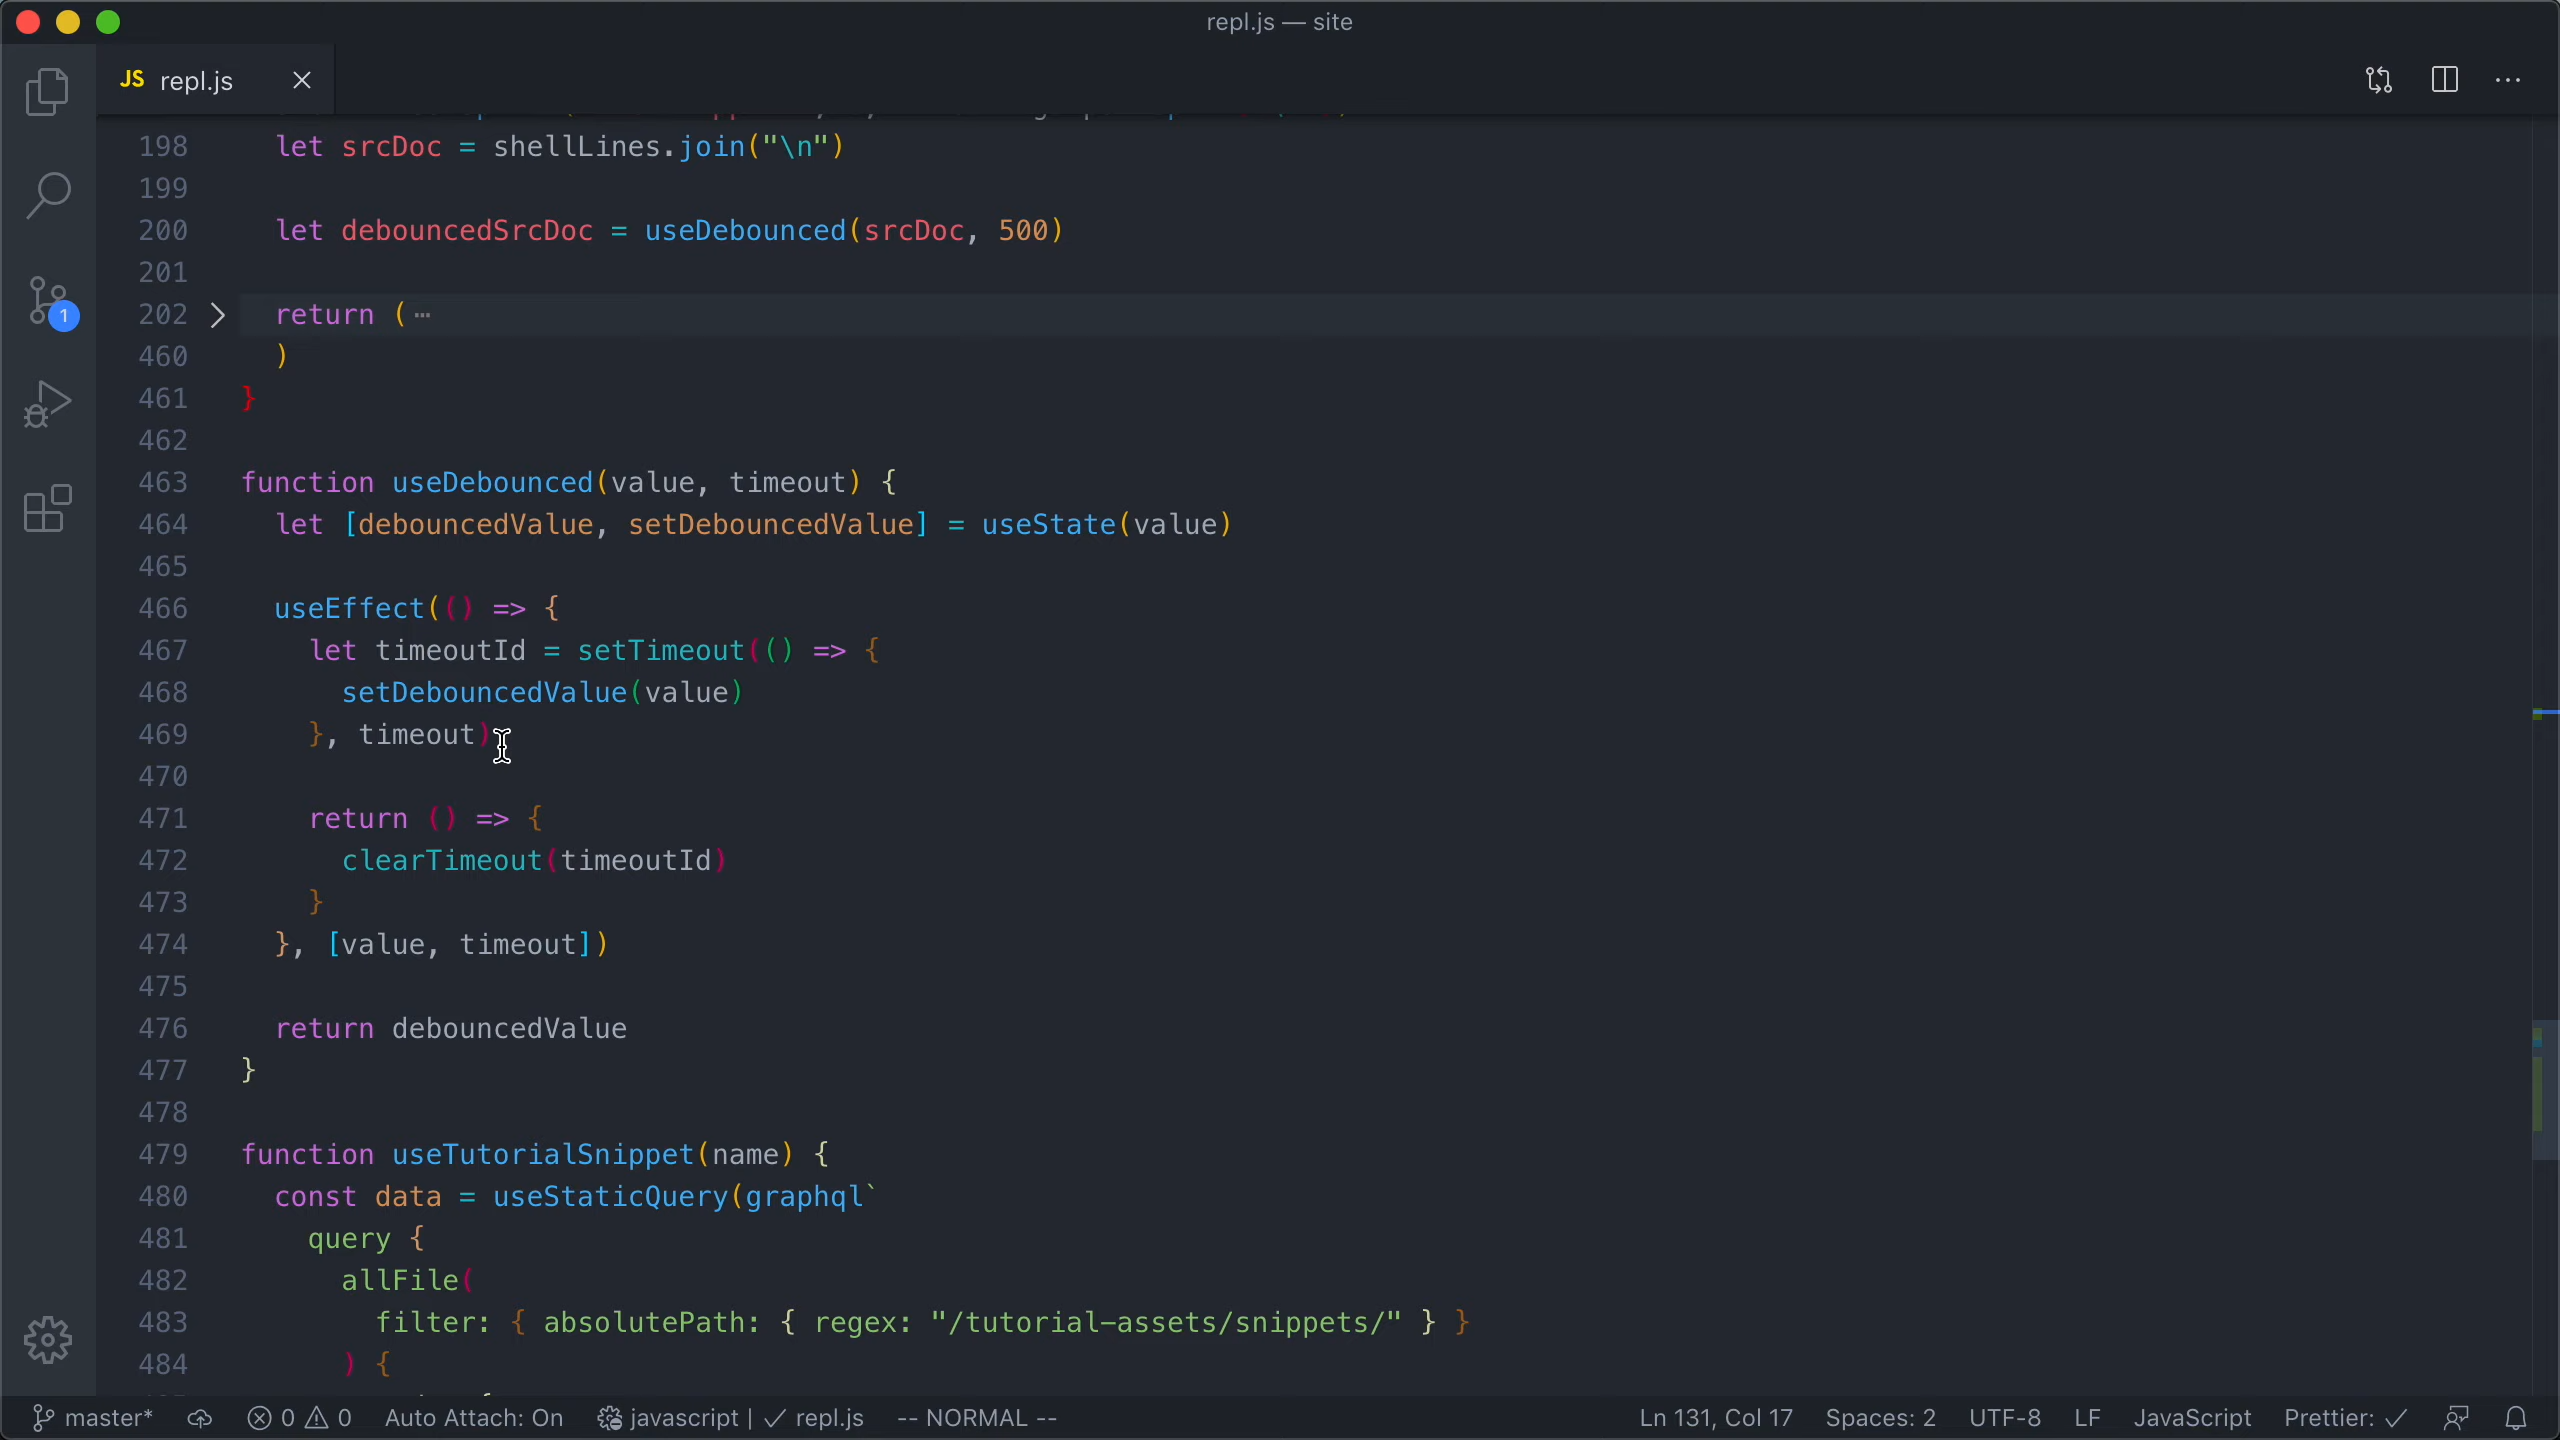 repl.js — site
JS repl.js
198 let srcDoc = shellLines.join("\n")
199
200 let debouncedSrcDoc = useDebounced(srcDoc, 500)
201
202 return (⋯
460 )
461 }
462
463 function useDebounced(value, timeout) {
464 let [debouncedValue, setDebouncedValue] = useState(value)
465
466 useEffect(() => {
467 let timeoutId = setTimeout(() => {
468 setDebouncedValue(value)
469 }, timeout)
470
471 return () => {
472 clearTimeout(timeoutId)
473 }
474 }, [value, timeout])
475
476 return debouncedValue
477 }
478
479 function useTutorialSnippet(name) {
480 const data = useStaticQuery(graphql`
481 query {
482 allFile(
483 filter: { absolutePath: { regex: "/tutorial-assets/snippets/" } }
484 ) {
1
master* 0 0 Auto Attach: On javascript | ✓ repl.js -- NORMAL -- Ln 131, Col 17 Spaces: 2 UTF-8 LF JavaScript Prettier: ✓